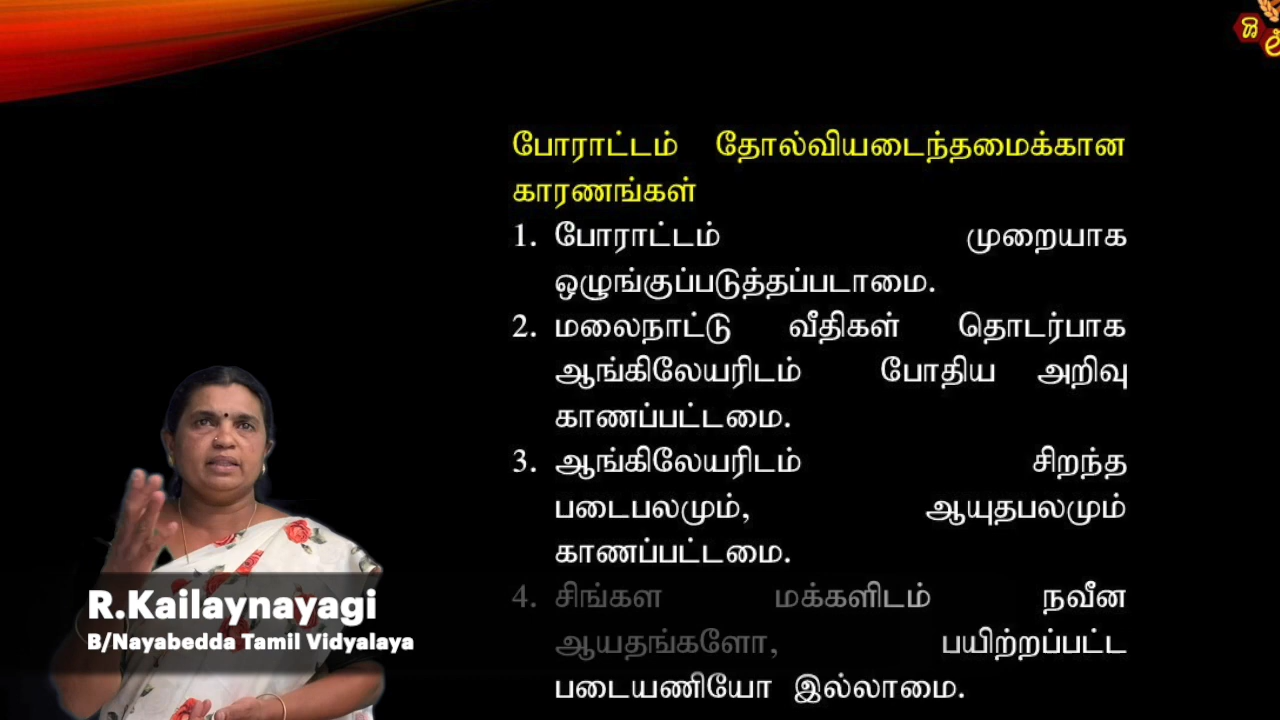 போராட்டம் தோல்வியடைந்தமைக்கான
காரணங்கள்
1. போராட்டம் முறையாக
ஒழுங்குப்படுத்தப்படாமை.
2. மலைநாட்டு வீதிகள் தொடர்பாக
ஆங்கிலேயரிடம் போதிய அறிவு
காணப்பட்டமை.
3. ஆங்கிலேயரிடம் சிறந்த
படைபலமும், ஆயுதபலமும்
காணப்பட்டமை.
4. சிங்கள மக்களிடம் நவீன
ஆயதங்களோ, பயிற்றப்பட்ட
படையணியோ இல்லாமை.
R.Kailaynayagi
B/Nayabedda Tamil Vidyalaya